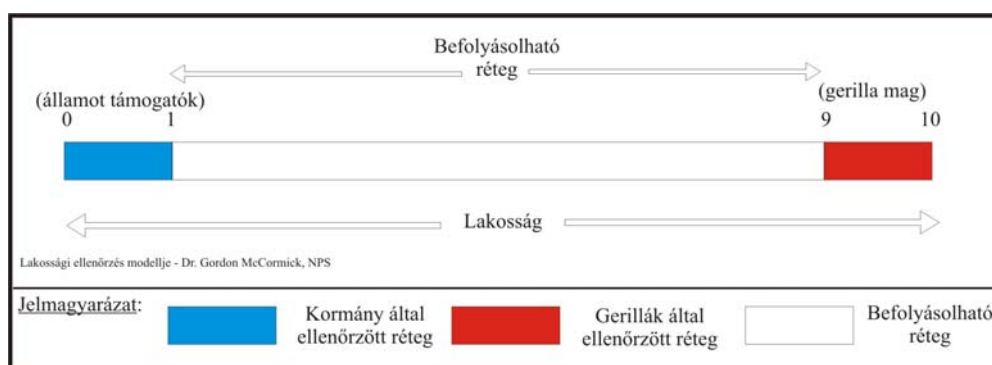 Befolyásolható
réteg
(államot támogatók)
(gerilla mag)
0 1 9 10
Lakosság
Lakossági ellenőrzés modellje - Dr. Gordon McCormick, NPS
Jelmagyarázat:
Kormány által
ellenőrzött réteg
Gerillák által
ellenőrzött réteg
Befolyásolható
réteg